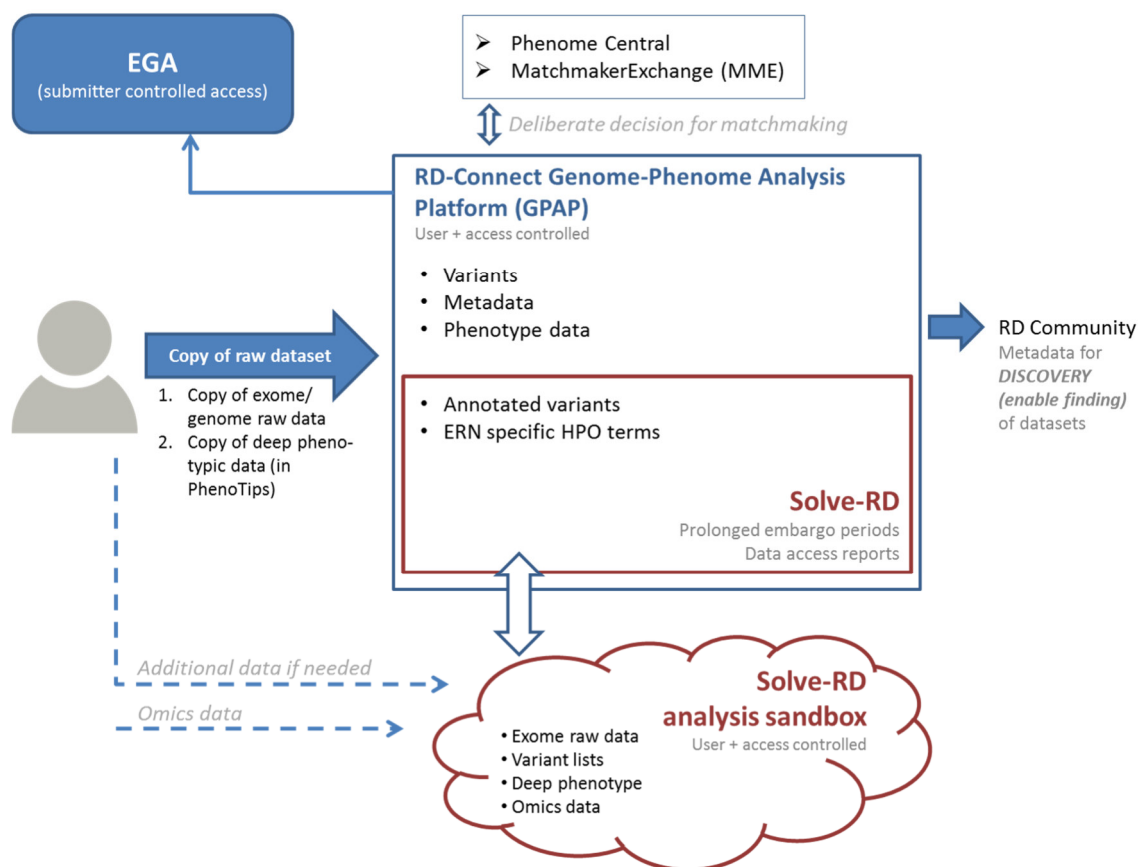 EGA
(submitter controlled access)
➢ Phenome Central
➢ MatchmakerExchange (MME)
Deliberate decision for matchmaking
RD-Connect Genome-Phenome Analysis
Platform (GPAP)
User + access controlled
• Variants
• Metadata
• Phenotype data
Copy of raw dataset
1. Copy of exome/
genome raw data
2. Copy of deep pheno-
typic data (in
PhenoTips)
• Annotated variants
• ERN specific HPO terms
Solve-RD
Prolonged embargo periods
Data access reports
RD Community
Metadata for
DISCOVERY
(enable finding)
of datasets
Additional data if needed
Omics data
Solve-RD
analysis sandbox
User + access controlled
• Exome raw data
• Variant lists
• Deep phenotype
• Omics data